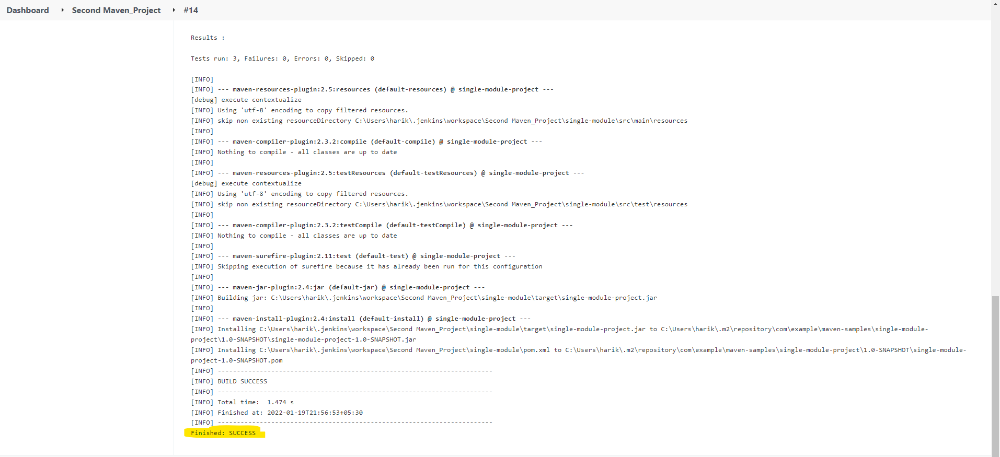 Dashboard Second Maven_Project #14
Results :
Tests run: 3, Failures: 0, Errors: 0, Skipped: 0
[INFO]
[INFO] --- maven-resources-plugin:2.5:resources (default-resources) @ single-module-project ---
[debug] execute contextualize
[INFO] Using 'utf-8' encoding to copy filtered resources.
[INFO] skip non existing resourceDirectory C:\Users\harik\.jenkins\workspace\Second Maven_Project\single-module\src\main\resources
[INFO]
[INFO] --- maven-compiler-plugin:2.3.2:compile (default-compile) @ single-module-project ---
[INFO] Nothing to compile - all classes are up to date
[INFO]
[INFO] --- maven-resources-plugin:2.5:testResources (default-testResources) @ single-module-project ---
[debug] execute contextualize
[INFO] Using 'utf-8' encoding to copy filtered resources.
[INFO] skip non existing resourceDirectory C:\Users\harik\.jenkins\workspace\Second Maven_Project\single-module\src\test\resources
[INFO]
[INFO] --- maven-compiler-plugin:2.3.2:testCompile (default-testCompile) @ single-module-project ---
[INFO] Nothing to compile - all classes are up to date
[INFO]
[INFO] --- maven-surefire-plugin:2.11:test (default-test) @ single-module-project ---
[INFO] Skipping execution of surefire because it has already been run for this configuration
[INFO]
[INFO] --- maven-jar-plugin:2.4:jar (default-jar) @ single-module-project ---
[INFO] Building jar: C:\Users\harik\.jenkins\workspace\Second Maven_Project\single-module\target\single-module-project.jar
[INFO]
[INFO] --- maven-install-plugin:2.4:install (default-install) @ single-module-project ---
[INFO] Installing C:\Users\harik\.jenkins\workspace\Second Maven_Project\single-module\target\single-module-project.jar to C:\Users\harik\.m2\repository\com\example\maven-samples\single-module-
project\1.0-SNAPSHOT\single-module-project-1.0-SNAPSHOT.jar
[INFO] Installing C:\Users\harik\.jenkins\workspace\Second Maven_Project\single-module\pom.xml to C:\Users\harik\.m2\repository\com\example\maven-samples\single-module-project\1.0-SNAPSHOT\single-module-
project-1.0-SNAPSHOT.pom
[INFO] ------------------------------------------------------------------------
[INFO] BUILD SUCCESS
[INFO] ------------------------------------------------------------------------
[INFO] Total time:  1.474 s
[INFO] Finished at: 2022-01-19T21:56:53+05:30
[INFO] ------------------------------------------------------------------------
Finished: SUCCESS